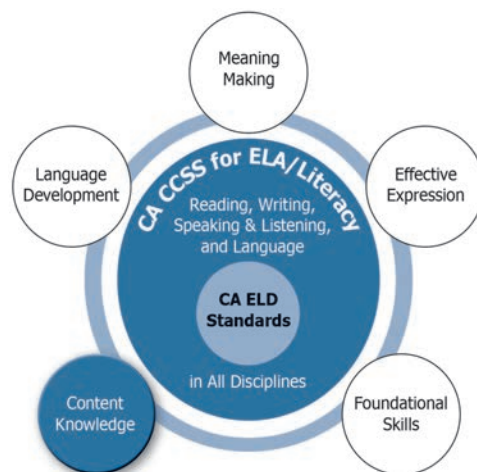 Meaning
Making
Language
Development
Effective
Expression
CA CCSS for ELA/Literacy
Reading, Writing,
Speaking & Listening,
and Language
CA ELD
Standards
in All Disciplines
Content
Knowledge
Foundational
Skills